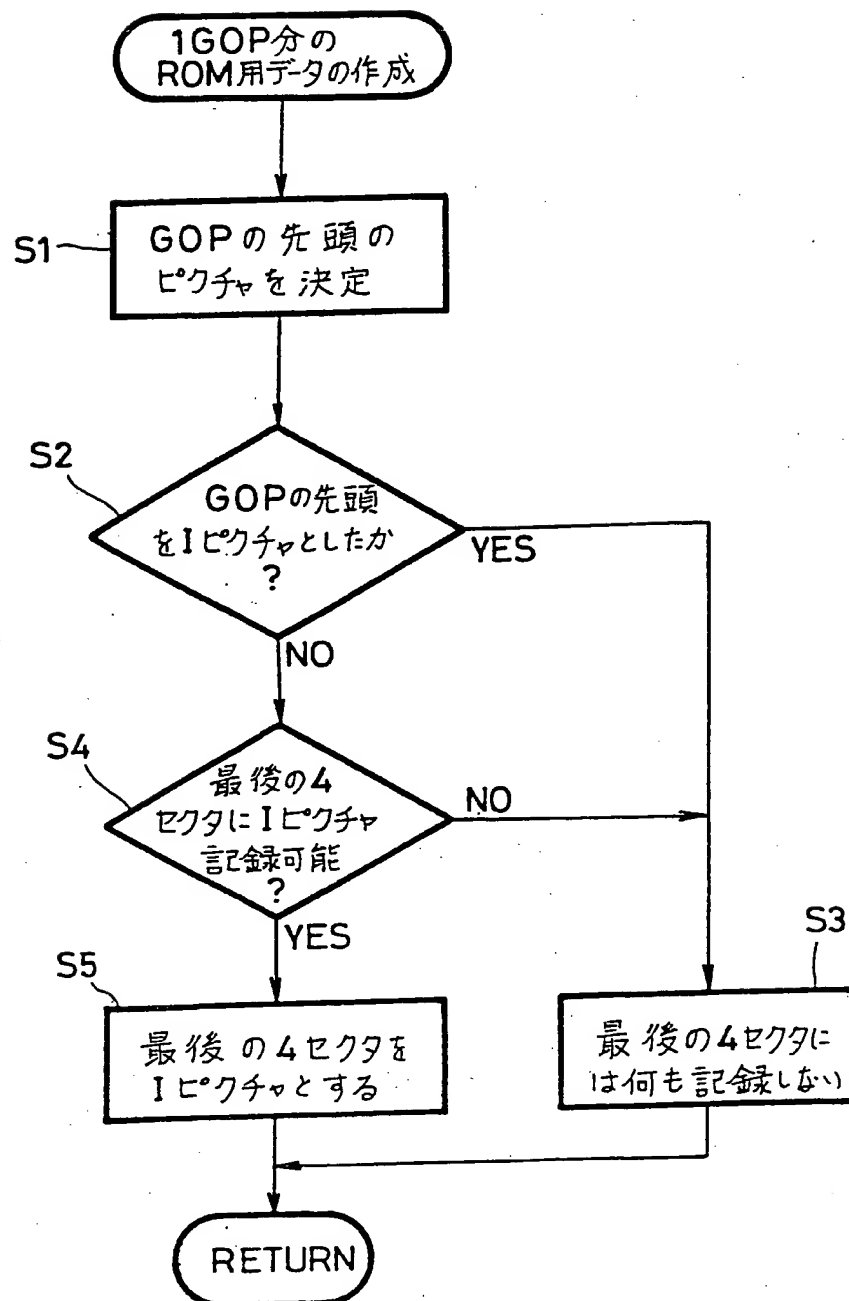 1GOP分の
ROM用データの作成
S1
GOPの先頭の
ピクチャを決定
S2
GOPの先頭
をIピクチャとしたか
?
YES
NO
S4
最後の4
セクタにIピクチャ
記録可能
?
NO
YES
S5
最後の4セクタを
Iピクチャとする
S3
最後の4セクタに
は何も記録しない
RETURN